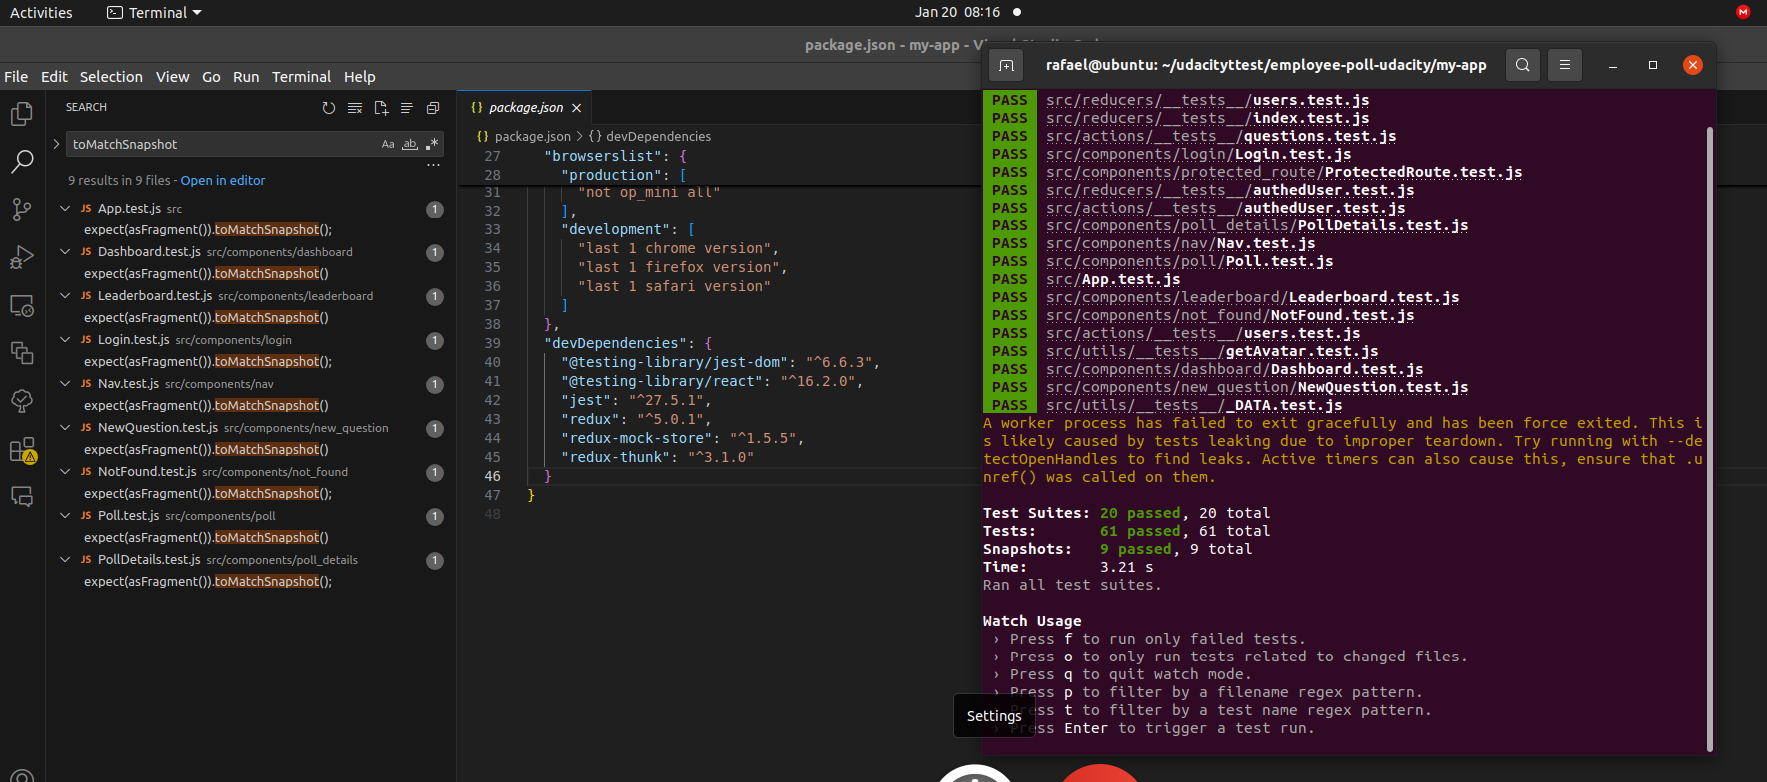 Activities
Terminal
Jan 20 08:16
package.json - my-app -
File Edit Selection View Go Run Terminal Help
SEARCH
toMatchSnapshot
Aa ab
9 results in 9 files - Open in editor
JS App.test.js src 1
expect(asFragment()).toMatchSnapshot();
JS Dashboard.test.js src/components/dashboard 1
expect(asFragment()).toMatchSnapshot()
JS Leaderboard.test.js src/components/leaderboard 1
expect(asFragment()).toMatchSnapshot()
JS Login.test.js src/components/login 1
expect(asFragment()).toMatchSnapshot();
JS Nav.test.js src/components/nav 1
expect(asFragment()).toMatchSnapshot()
JS NewQuestion.test.js src/components/new_question 1
expect(asFragment()).toMatchSnapshot()
JS NotFound.test.js src/components/not_found 1
expect(asFragment()).toMatchSnapshot();
JS Poll.test.js src/components/poll 1
expect(asFragment()).toMatchSnapshot()
JS PollDetails.test.js src/components/poll_details 1
expect(asFragment()).toMatchSnapshot();
{} package.json
{} package.json > {} devDependencies
27 "browserslist": {
28 "production": [
31 "not op_mini all"
32 ],
33 "development": [
34 "last 1 chrome version",
35 "last 1 firefox version",
36 "last 1 safari version"
37 ]
38 },
39 "devDependencies": {
40 "@testing-library/jest-dom": "^6.6.3",
41 "@testing-library/react": "^16.2.0",
42 "jest": "^27.5.1",
43 "redux": "^5.0.1",
44 "redux-mock-store": "^1.5.5",
45 "redux-thunk": "^3.1.0"
46 }
47 }
48
rafael@ubuntu: ~/udacityttest/employee-poll-udacity/my-app
PASS src/reducers/__tests__/users.test.js
PASS src/reducers/__tests__/index.test.js
PASS src/actions/__tests__/questions.test.js
PASS src/components/login/Login.test.js
PASS src/components/protected_route/ProtectedRoute.test.js
PASS src/reducers/__tests__/authedUser.test.js
PASS src/actions/__tests__/authedUser.test.js
PASS src/components/poll_details/PollDetails.test.js
PASS src/components/nav/Nav.test.js
PASS src/components/poll/Poll.test.js
PASS src/App.test.js
PASS src/components/leaderboard/Leaderboard.test.js
PASS src/components/not_found/NotFound.test.js
PASS src/actions/__tests__/users.test.js
PASS src/utils/__tests__/getAvatar.test.js
PASS src/components/dashboard/Dashboard.test.js
PASS src/components/new_question/NewQuestion.test.js
PASS src/utils/__tests__/_DATA.test.js
A worker process has failed to exit gracefully and has been force exited. This i
s likely caused by tests leaking due to improper teardown. Try running with --de
tectOpenHandles to find leaks. Active timers can also cause this, ensure that .u
nref() was called on them.
Test Suites: 20 passed, 20 total
Tests: 61 passed, 61 total
Snapshots: 9 passed, 9 total
Time: 3.21 s
Ran all test suites.
Watch Usage
› Press f to run only failed tests.
› Press o to only run tests related to changed files.
› Press q to quit watch mode.
› Press p to filter by a filename regex pattern.
Press t to filter by a test name regex pattern.
› Press Enter to trigger a test run.
Settings